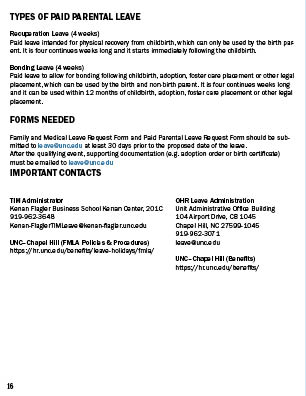 TYPES OF PAID PARENTAL LEAVE
Recuperation Leave (4 weeks)
Paid leave intended for physical recovery from childbirth, which can only be used by the birth par-
ent. It is four continues weeks long and it starts immediately following the childbirth.
Bonding Leave (4 weeks)
Paid leave to allow for bonding following childbirth, adoption, foster care placement or other legal
placement, which can be used by the birth and non-birth parent. It is four continues weeks long
and it can be used within 12 months of childbirth, adoption, foster care placement or other legal
placement.
FORMS NEEDED
Family and Medical Leave Request Form and Paid Parental Leave Request Form should be sub-
mitted to leave@unc.edu at least 30 days prior to the proposed date of the leave.
After the qualifying event, supporting documentation (e.g. adoption order or birth certificate)
must be emailed to leave@unc.edu
IMPORTANT CONTACTS
TIM Administrator
Kenan Flagler Business School Kenan Center, 201C
919-962-3648
Kenan-FlaglerTIMLeave@kenan-flagler.unc.edu
UNC–Chapel Hill (FMLA Policies & Procedures)
https://hr.unc.edu/benefits/leave-holidays/fmla/
OHR Leave Administration
Unit Administrative Office Building
104 Airport Drive, CB 1045
Chapel Hill, NC 27599-1045
919-962-3071
leave@unc.edu
UNC–Chapel Hill (Benefits)
https://hr.unc.edu/benefits/
16